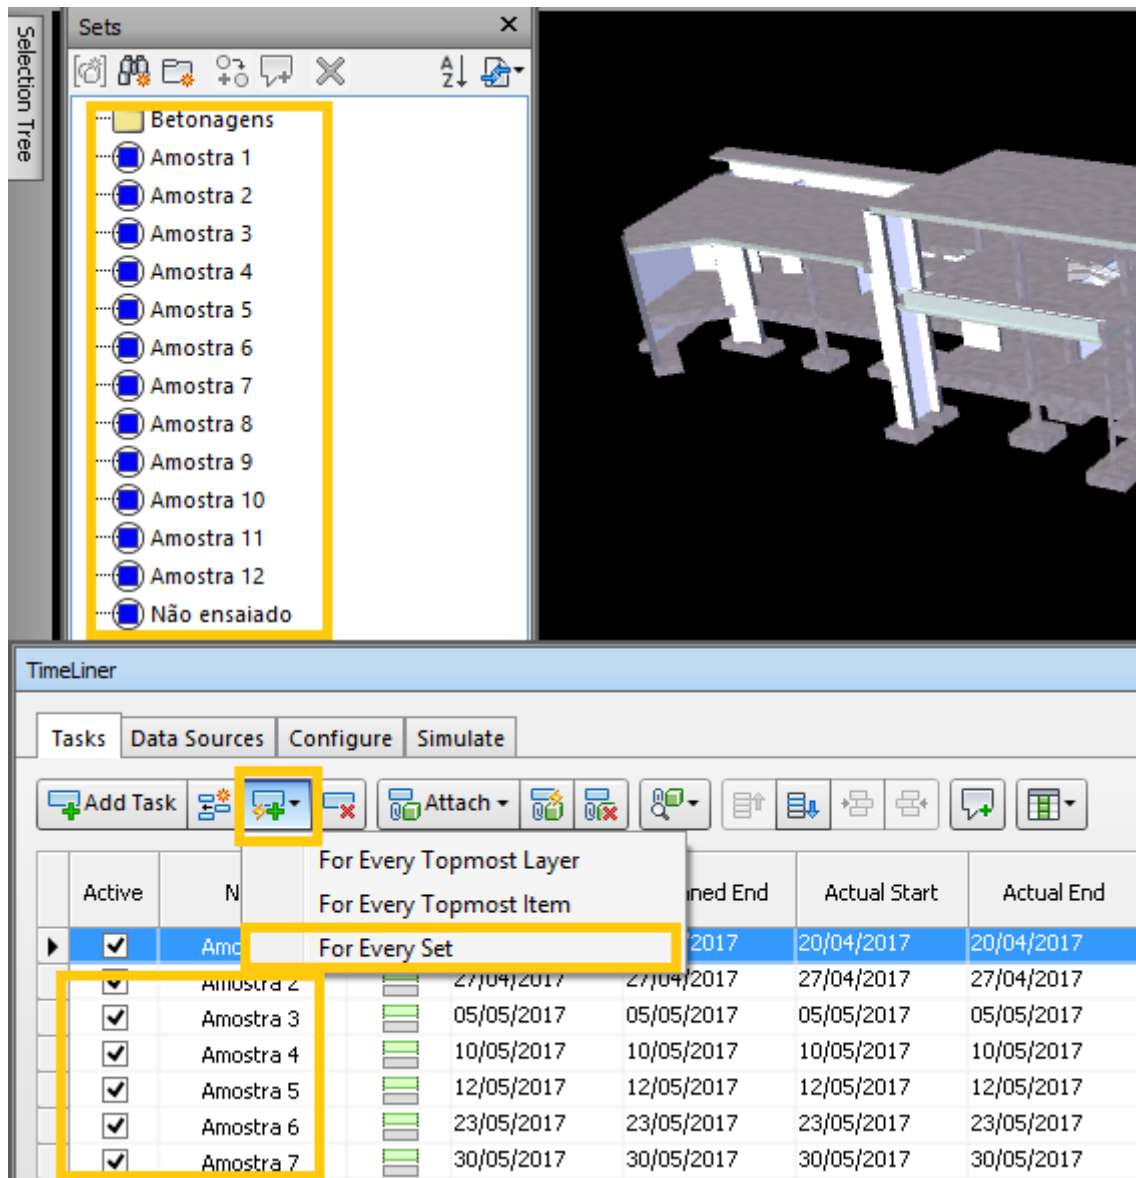 Selection Tree
Sets
Betonagens
Amostra 1
Amostra 2
Amostra 3
Amostra 4
Amostra 5
Amostra 6
Amostra 7
Amostra 8
Amostra 9
Amostra 10
Amostra 11
Amostra 12
Não ensaiado
TimeLiner
Tasks Data Sources Configure Simulate
Add Task Attach
For Every Topmost Layer
For Every Topmost Item
For Every Set
Active N ned End Actual Start Actual End
Amo 2017 20/04/2017 20/04/2017
Amostra 2 27/04/2017 27/04/2017 27/04/2017 27/04/2017
Amostra 3 05/05/2017 05/05/2017 05/05/2017 05/05/2017
Amostra 4 10/05/2017 10/05/2017 10/05/2017 10/05/2017
Amostra 5 12/05/2017 12/05/2017 12/05/2017 12/05/2017
Amostra 6 23/05/2017 23/05/2017 23/05/2017 23/05/2017
Amostra 7 30/05/2017 30/05/2017 30/05/2017 30/05/2017